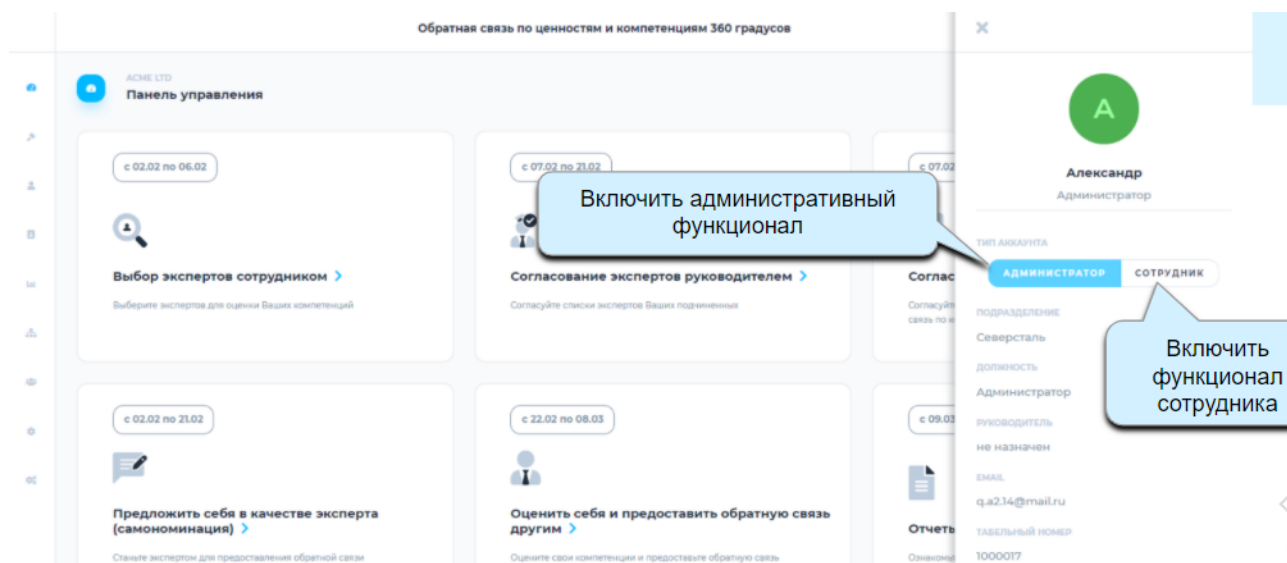 Обратная связь по ценностям и компетенциям 360 градусов
ACME LTD
Панель управления
с 02.02 по 06.02
Выбор экспертов сотрудником
Выберите экспертов для оценки Ваших компетенций
с 07.02 по 21.02
Согласование экспертов руководителем
Согласуйте списки экспертов Ваших подчиненных
с 07.02
Соглас
Согласуйте
связь по
с 02.02 по 21.02
Предложить себя в качестве эксперта
(самономинация)
Станьте экспертом для предоставления обратной связи
с 22.02 по 08.03
Оценить себя и предоставить обратную связь
другим
Оцените свои компетенции и предоставьте обратную связь
с 09.03
Отчеты
Включить административный
функционал
А
Александр
Администратор
ТИП АККАУНТА
АДМИНИСТРАТОР
СОТРУДНИК
ПОДРАЗДЕЛЕНИЕ
Северсталь
ДОЛЖНОСТЬ
Администратор
РУКОВОДИТЕЛЬ
не назначен
EMAIL
q.a2.14@mail.ru
ТАБЕЛЬНЫЙ НОМЕР
1000017
Включить
функционал
сотрудника